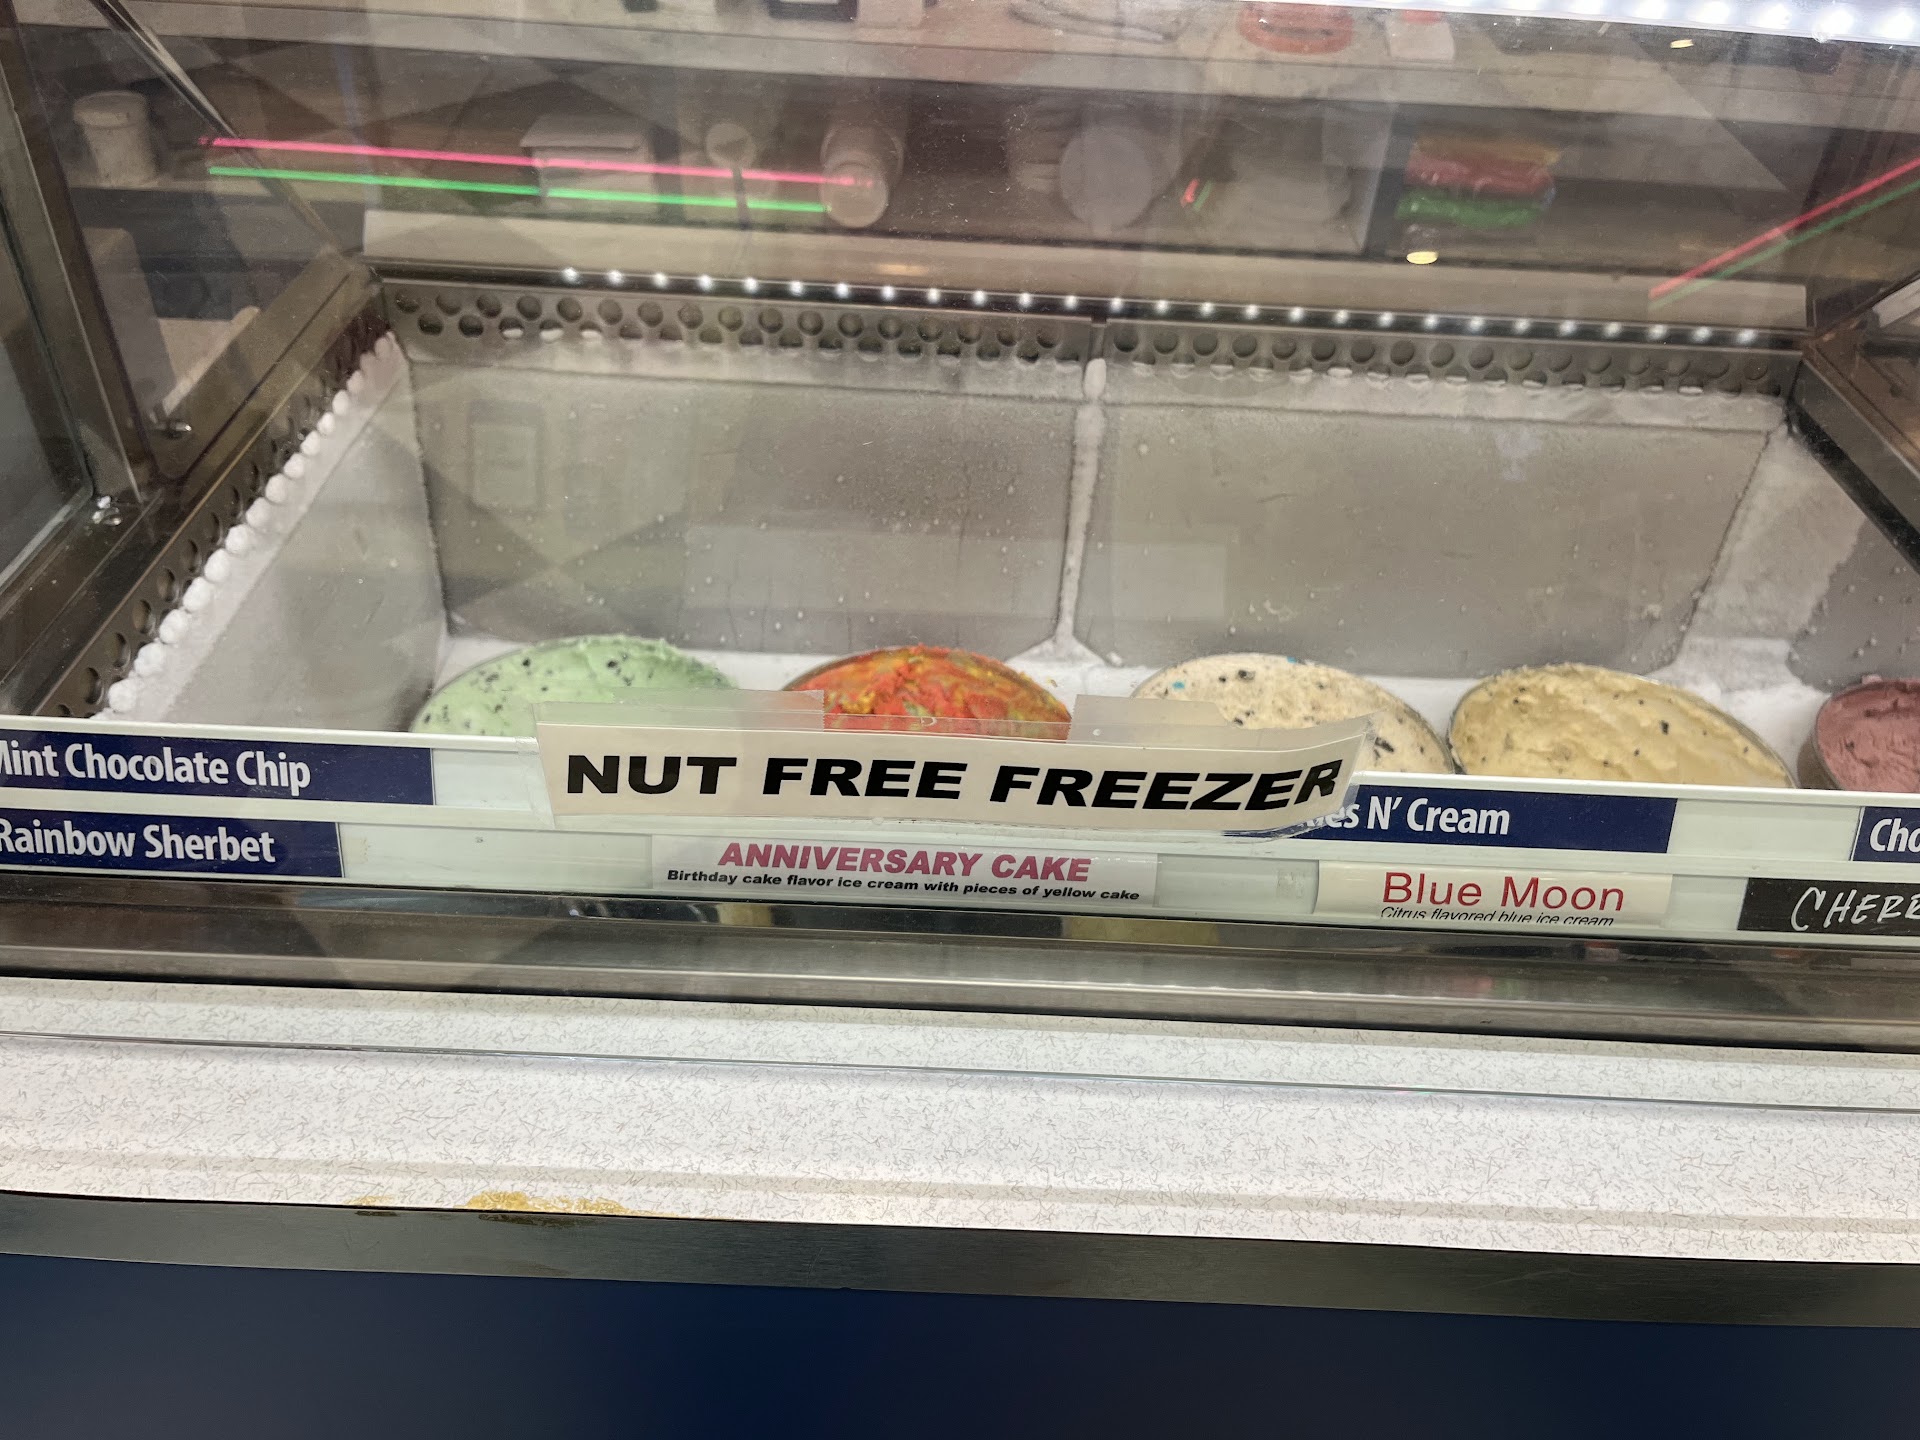 Mint Chocolate Chip
NUT FREE FREEZER
N' Cream
Rainbow Sherbet
ANNIVERSARY CAKE
Birthday cake flavor ice cream with pieces of yellow cake
Blue Moon
Citrus flavored blue ice cream